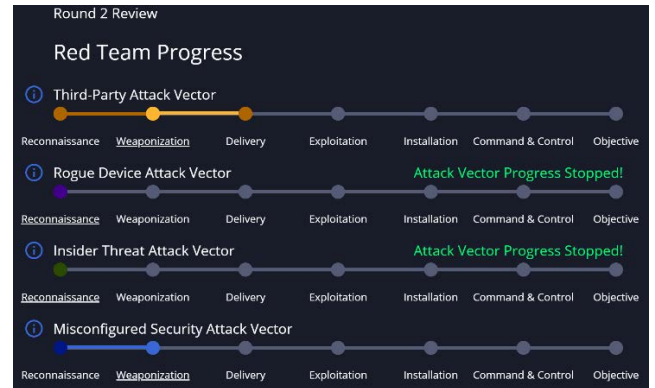 Round 2 Review
Red Team Progress
Third-Party Attack Vector
Reconnaissance Weaponization Delivery Exploitation Installation Command & Control Objective
Rogue Device Attack Vector Attack Vector Progress Stopped!
Reconnaissance Weaponization Delivery Exploitation Installation Command & Control Objective
Insider Threat Attack Vector Attack Vector Progress Stopped!
Reconnaissance Weaponization Delivery Exploitation Installation Command & Control Objective
Misconfigured Security Attack Vector
Reconnaissance Weaponization Delivery Exploitation Installation Command & Control Objective